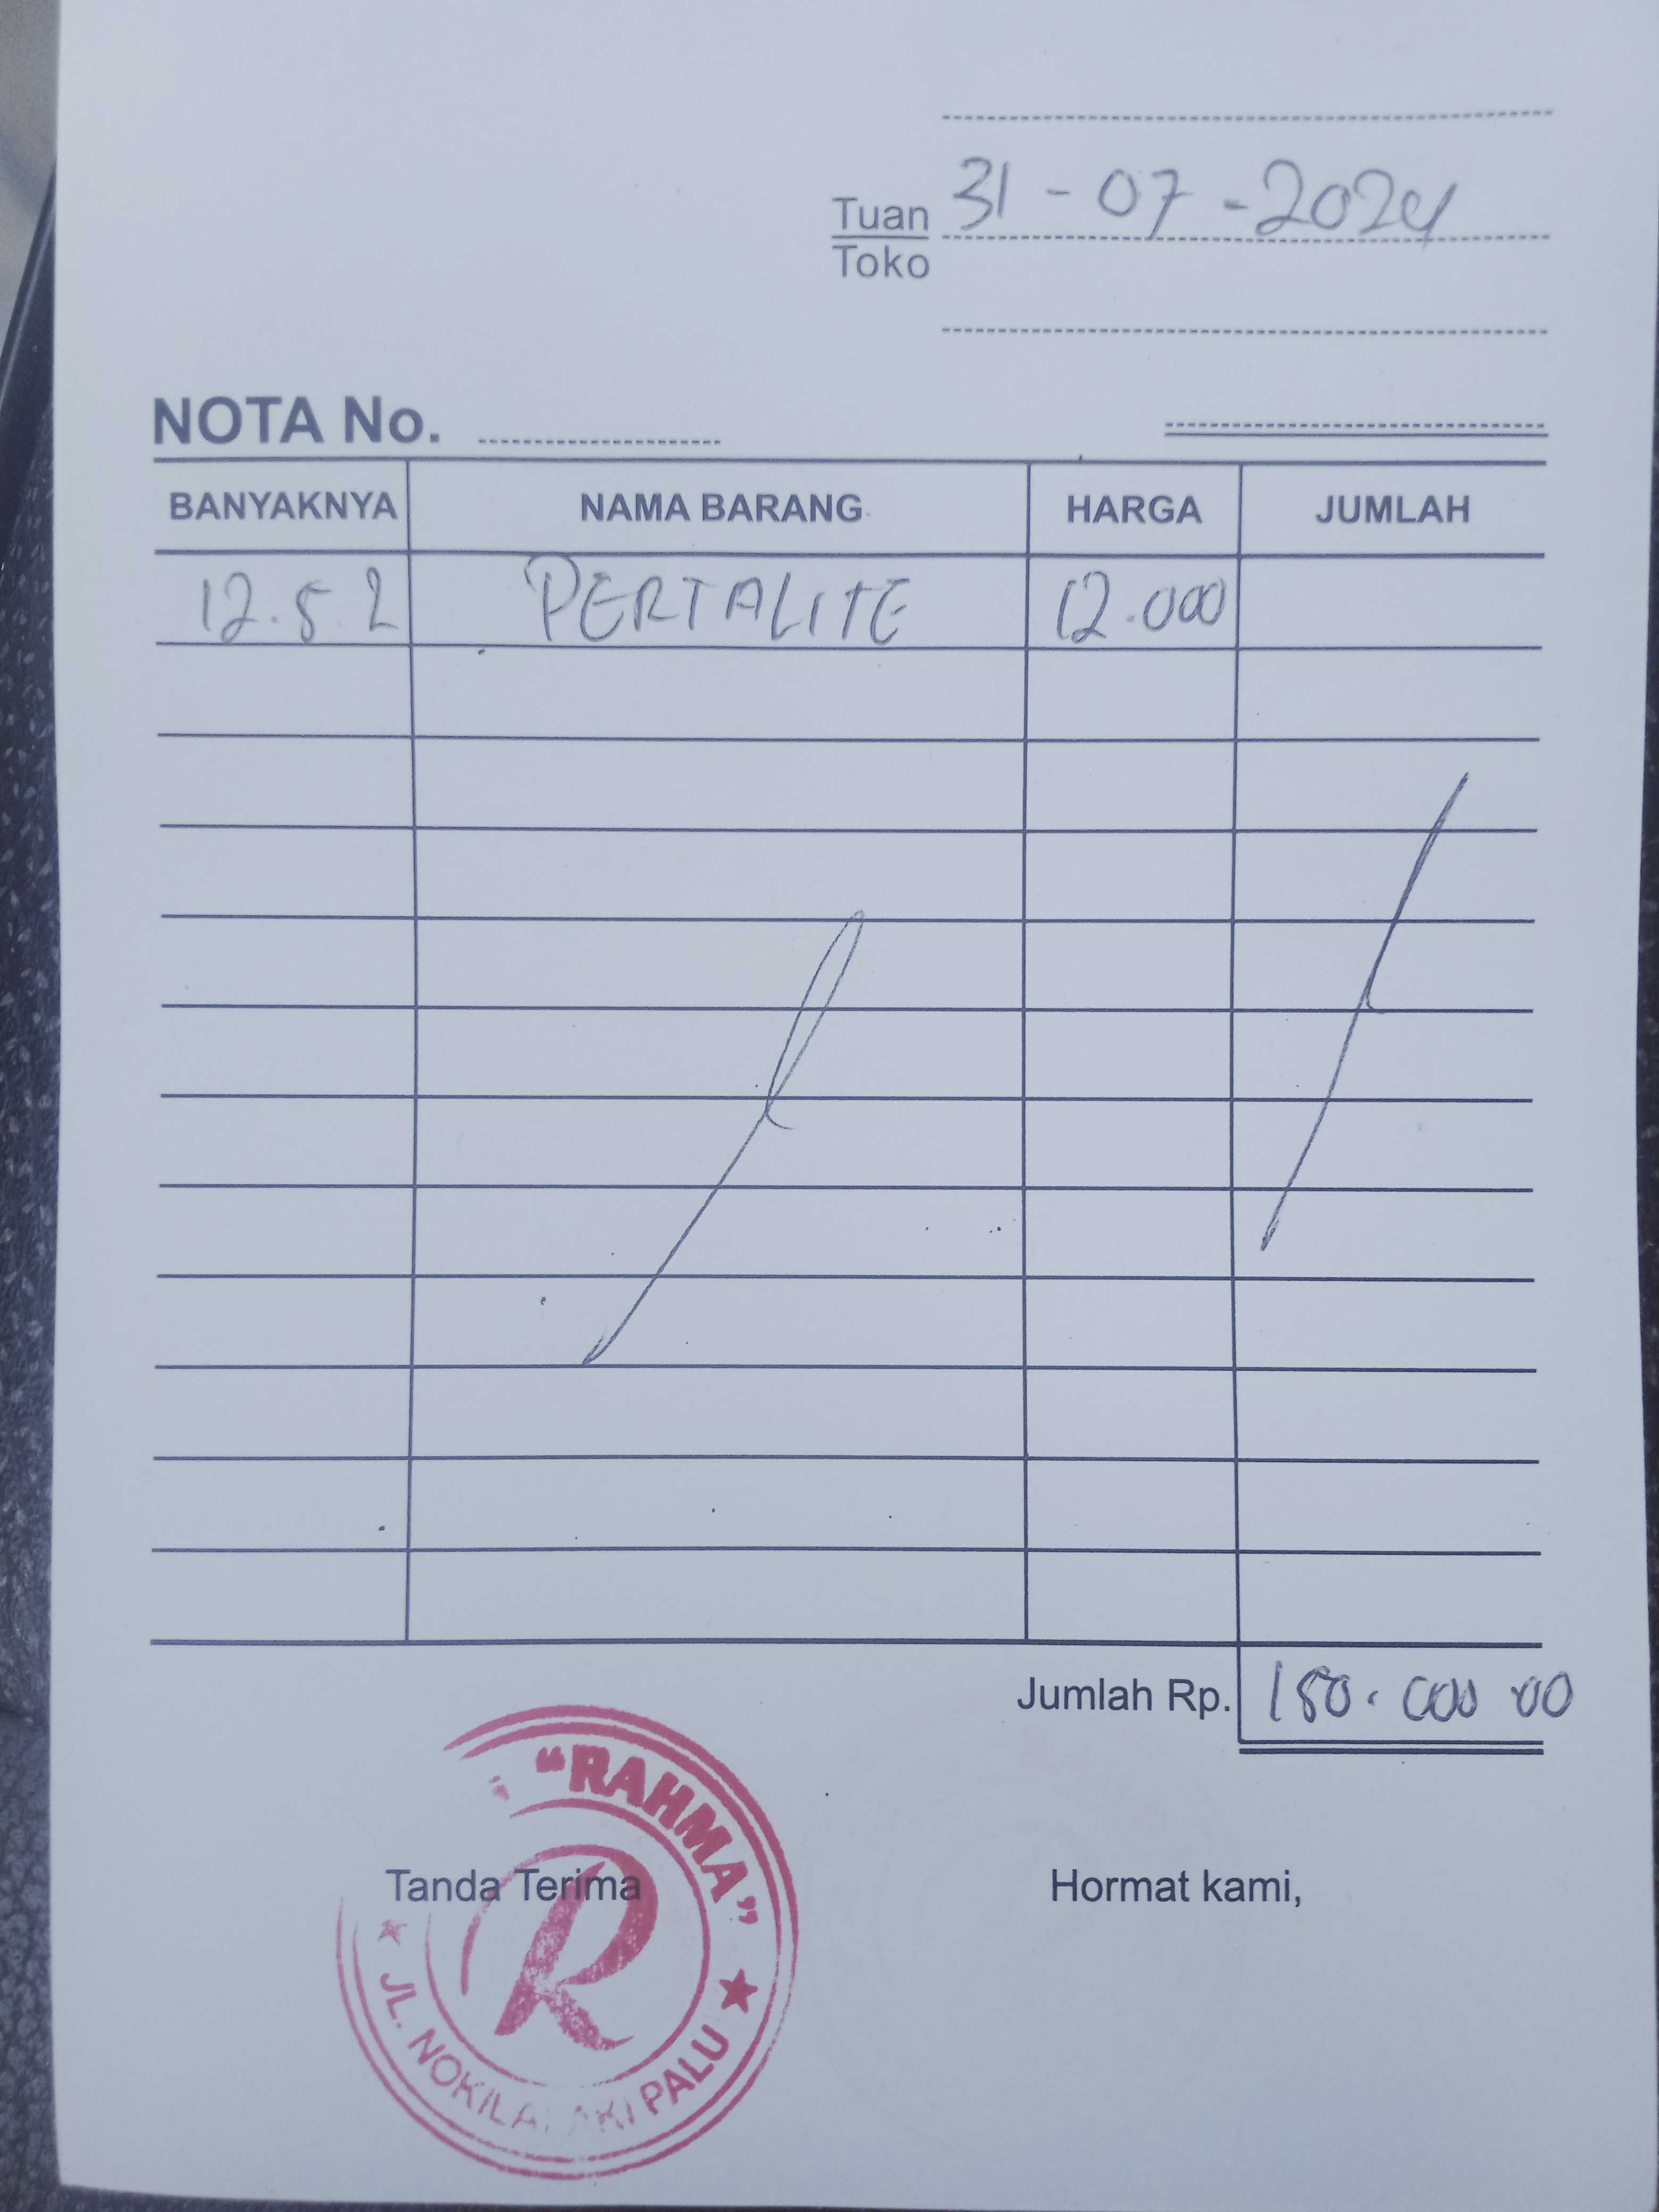 Tuan 31 - 07 - 2024
Toko
NOTA No.
BANYAKNYA NAMA BARANG HARGA JUMLAH
12.5 L PERTALITE 12.000
Jumlah Rp. 150.000 00
"RAHMA"
Tanda Terima Hormat kami,
R
JL. NOKILALAKI PALU